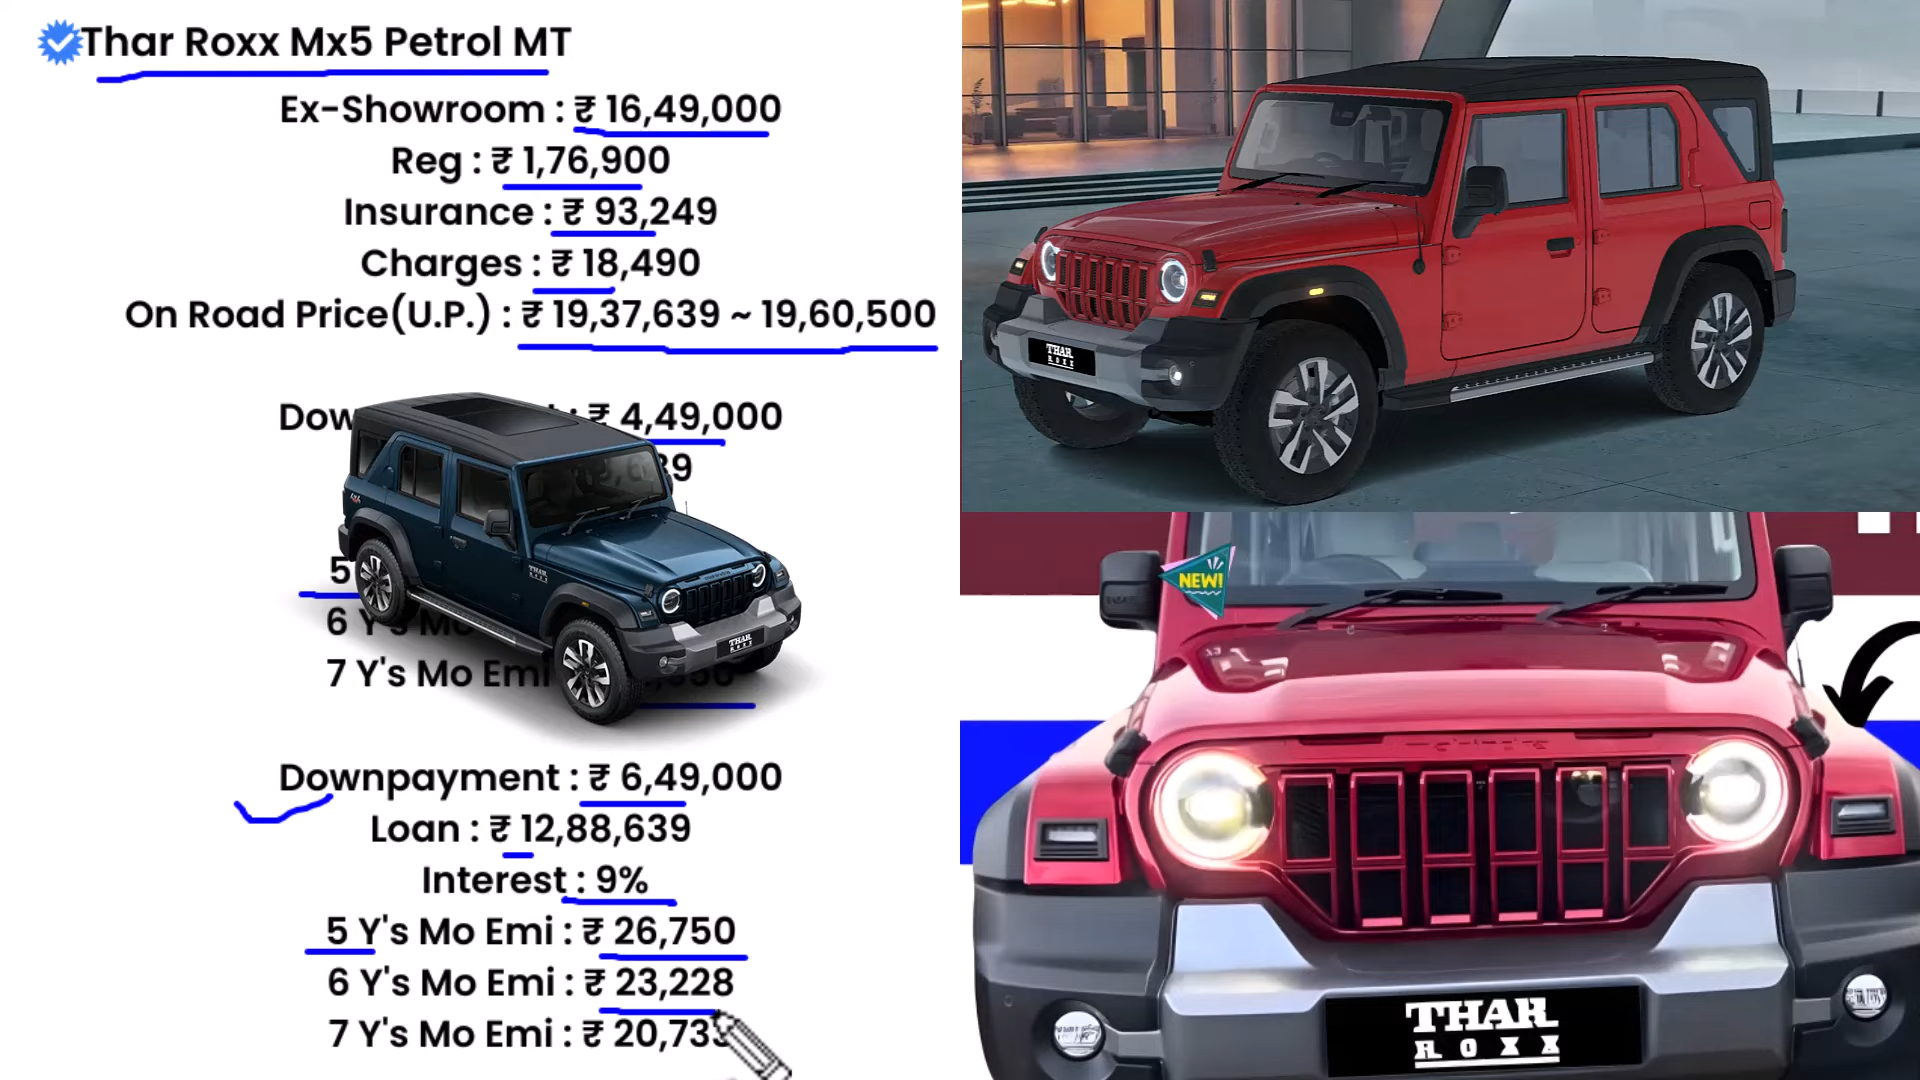 Thar Roxx Mx5 Petrol MT
Ex-Showroom : ₹ 16,49,000
Reg : ₹ 1,76,900
Insurance : ₹ 93,249
Charges : ₹ 18,490
On Road Price(U.P.) : ₹ 19,37,639 ~ 19,60,500
₹ 4,49,000
5
6 Y's Mo
7 Y's Mo Emi
Downpayment : ₹ 6,49,000
Loan : ₹ 12,88,639
Interest : 9%
5 Y's Mo Emi : ₹ 26,750
6 Y's Mo Emi : ₹ 23,228
7 Y's Mo Emi : ₹ 20,73
THAR
ROXX
THAR
ROXX
NEW!
THAR
ROXX